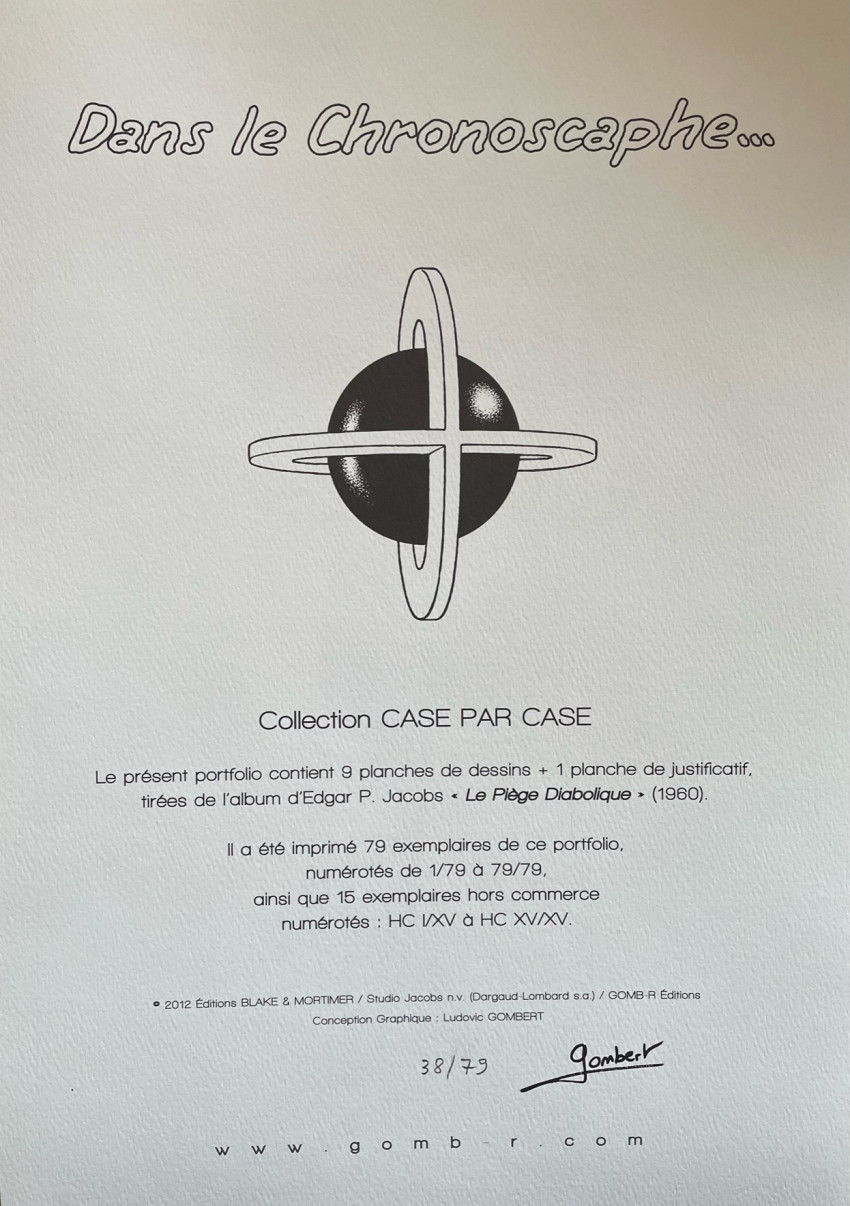 Dans le Chronoscaphe...
Collection CASE PAR CASE
Le présent portfolio contient 9 planches de dessins + 1 planche de justificatif,
tirées de l'album d'Edgar P. Jacobs « Le Piège Diabolique » (1960).
Il a été imprimé 79 exemplaires de ce portfolio,
numérotés de 1/79 à 79/79,
ainsi que 15 exemplaires hors commerce
numérotés : HC I/XV à HC XV/XV.
© 2012 Éditions BLAKE & MORTIMER / Studio Jacobs n.v. (Dargaud-Lombard s.a.) / GOMB-R Éditions
Conception Graphique : Ludovic GOMBERT
38/79 gombert
www.gomb-r.com